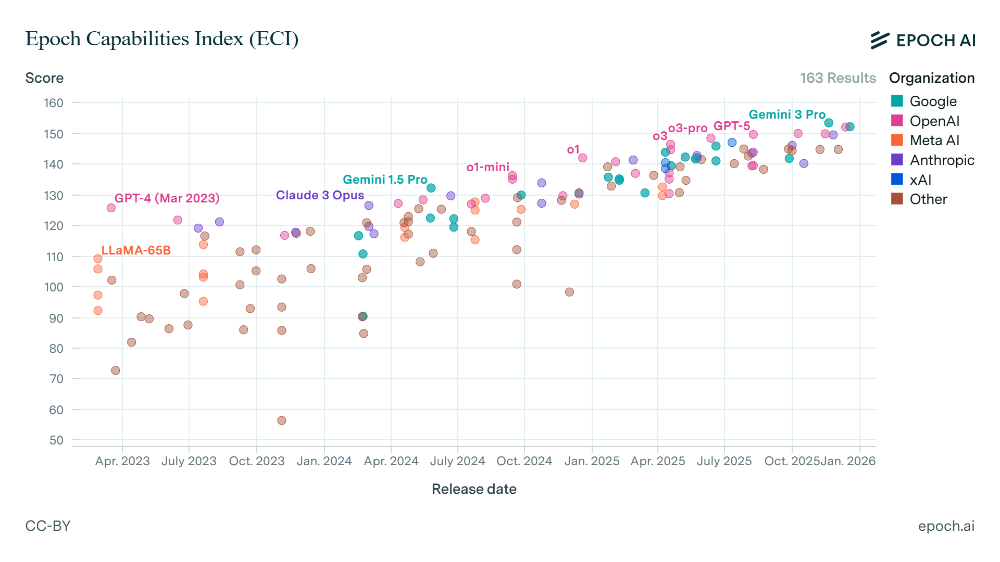 Epoch Capabilities Index (ECI)
EPOCH AI
Score
163 Results
Organization
Google
OpenAI
Meta AI
Anthropic
xAI
Other
160
150
140
130
120
110
100
90
80
70
60
50
LLaMA-65B
GPT-4 (Mar 2023)
Claude 3 Opus
Gemini 1.5 Pro
o1-mini
o1
o3
o3-pro
GPT-5
Gemini 3 Pro
Apr. 2023
July 2023
Oct. 2023
Jan. 2024
Apr. 2024
July 2024
Oct. 2024
Jan. 2025
Apr. 2025
July 2025
Oct. 2025
Jan. 2026
Release date
CC-BY
epoch.ai